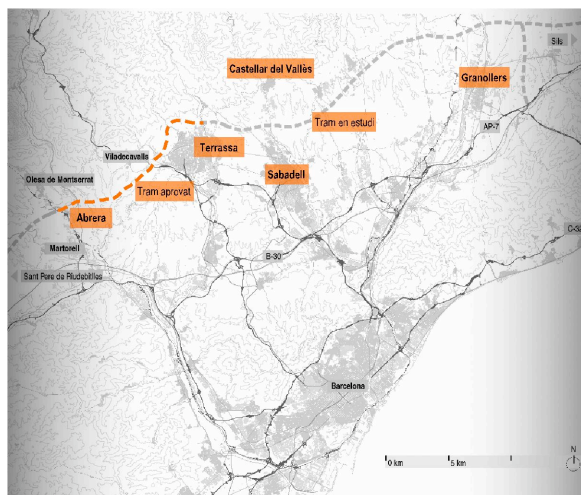 Sils
Castellar del Vallès
Granollers
Tram en estudi
AP-7
Terrassa
Viladecavalls
Sabadell
Olesa de Montserrat
Tram aprovat
Abrera
C-32
Martorell
B-30
Sant Pere de Riudebitlles
Barcelona
N
0 km
5 km